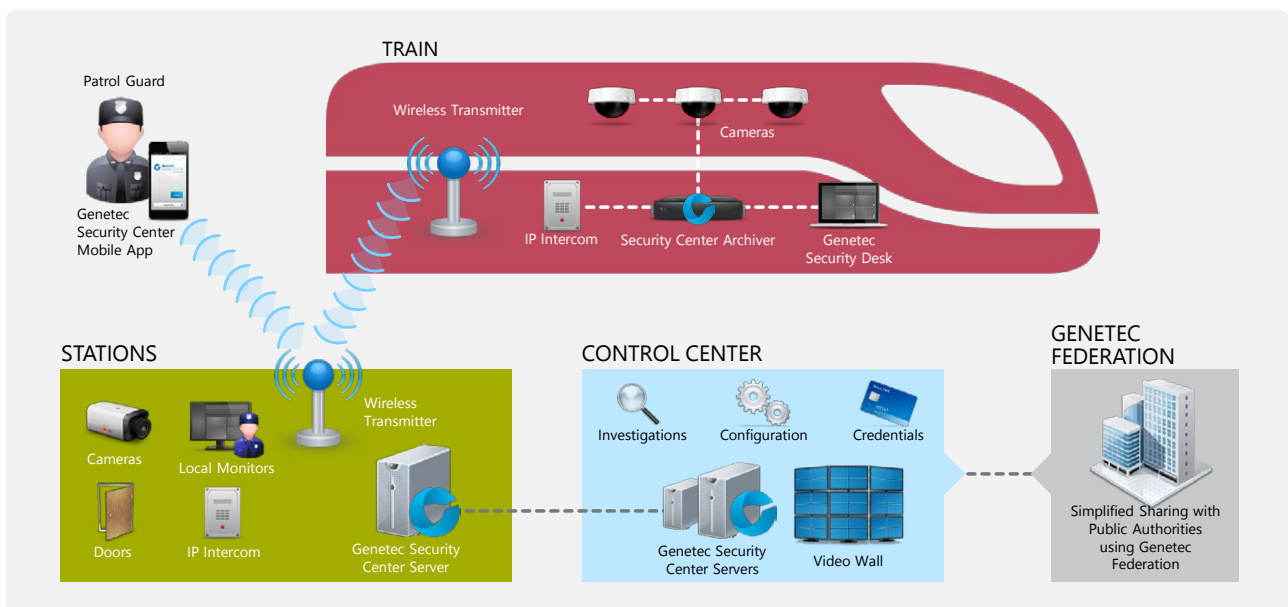 TRAIN
Patrol Guard
Wireless Transmitter
Cameras
Genetec
Security Center
Mobile App
IP Intercom
Security Center Archiver
Genetec
Security Desk
STATIONS
Cameras
Local Monitors
Wireless
Transmitter
Doors
IP Intercom
Genetec Security
Center Server
CONTROL CENTER
Investigations
Configuration
Credentials
Genetec Security
Center Servers
Video Wall
GENETEC
FEDERATION
Simplified Sharing with
Public Authorities
using Genetec
Federation